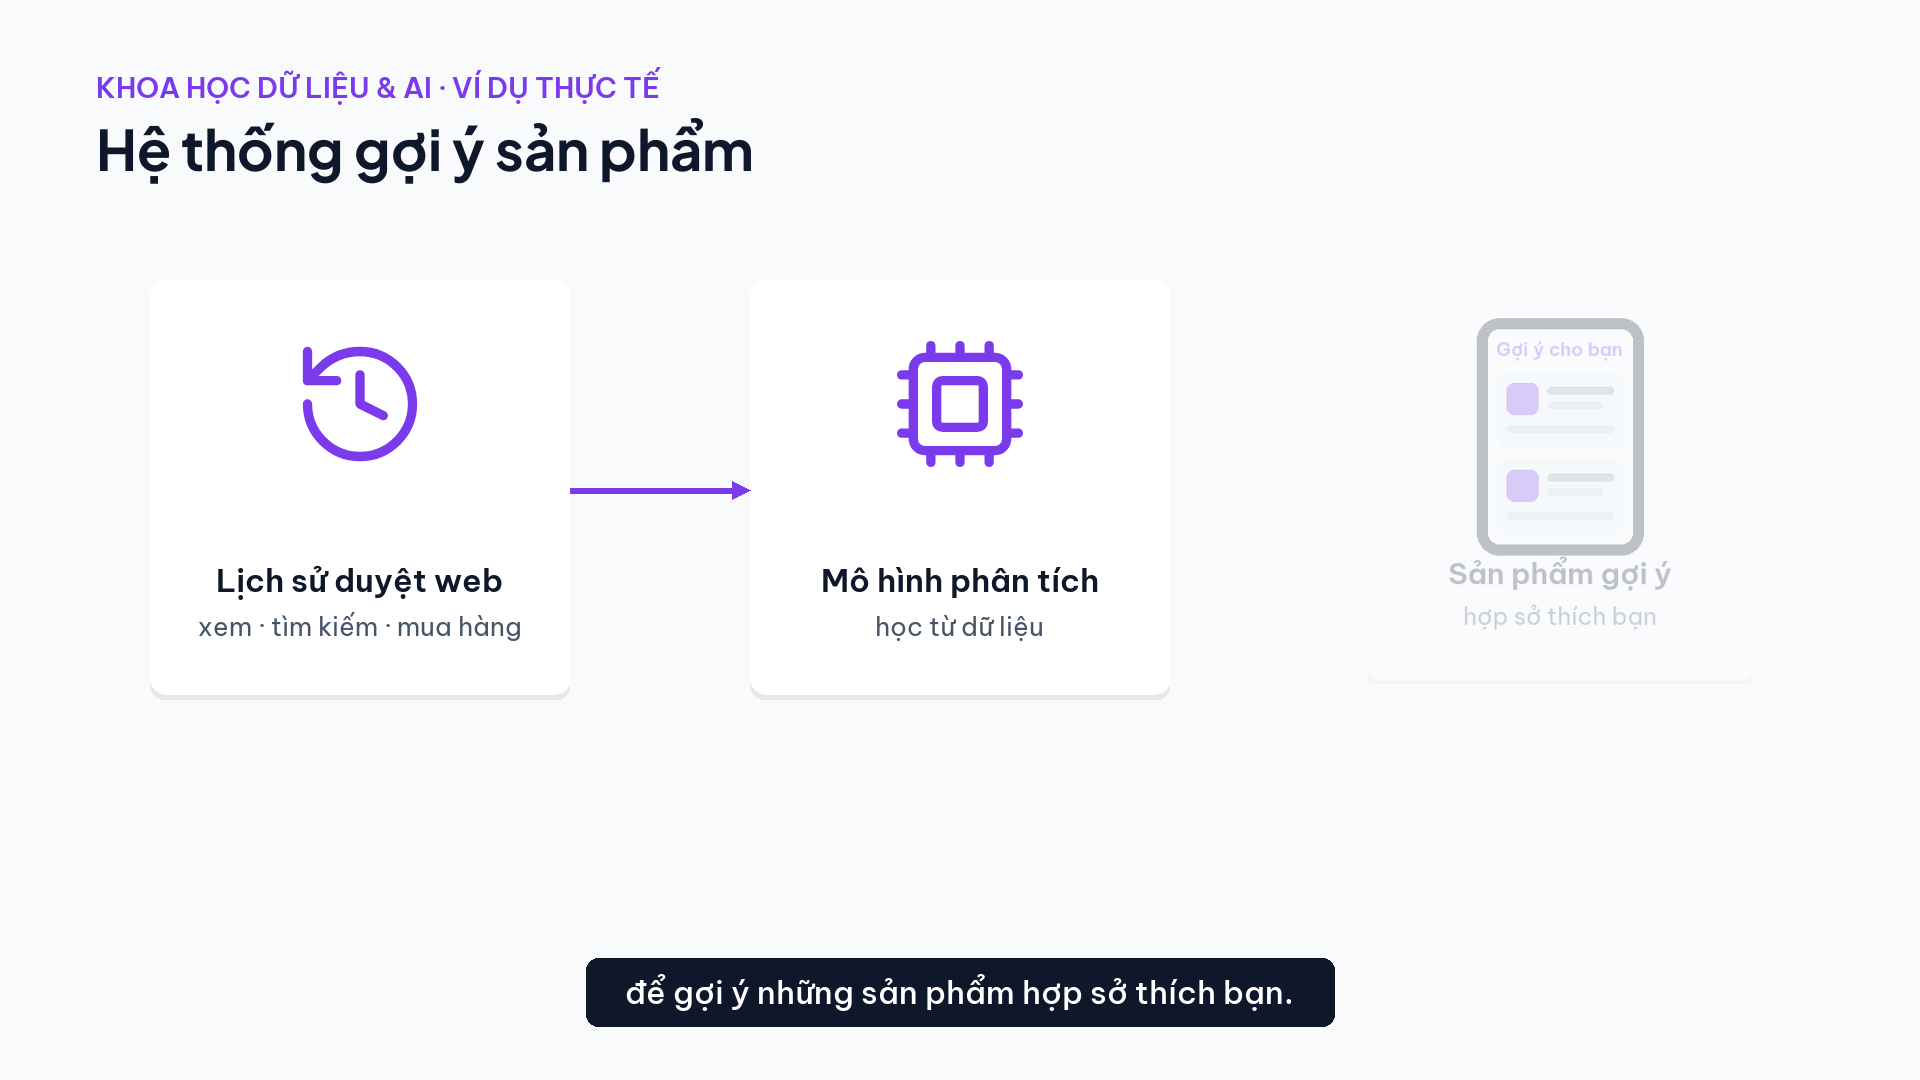 KHOA HỌC DỮ LIỆU & AI · VÍ DỤ THỰC TẾ
Hệ thống gợi ý sản phẩm
Lịch sử duyệt web
xem · tìm kiếm · mua hàng
Mô hình phân tích
học từ dữ liệu
Gợi ý cho bạn
Sản phẩm gợi ý
hợp sở thích bạn
để gợi ý những sản phẩm hợp sở thích bạn.